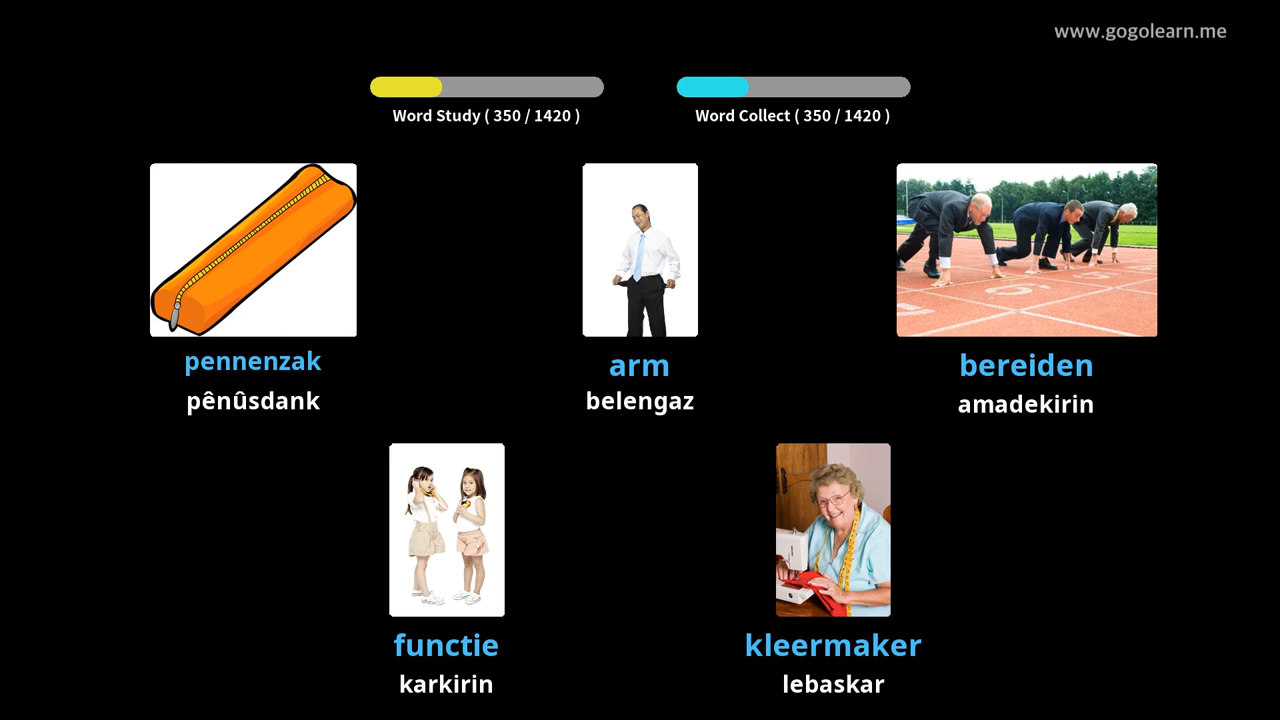 www.gogolearn.me
Word Study ( 350 / 1420 )
Word Collect ( 350 / 1420 )
pennenzak
pênûsdank
arm
belengaz
bereiden
amadekirin
functie
karkirin
kleermaker
lebaskar